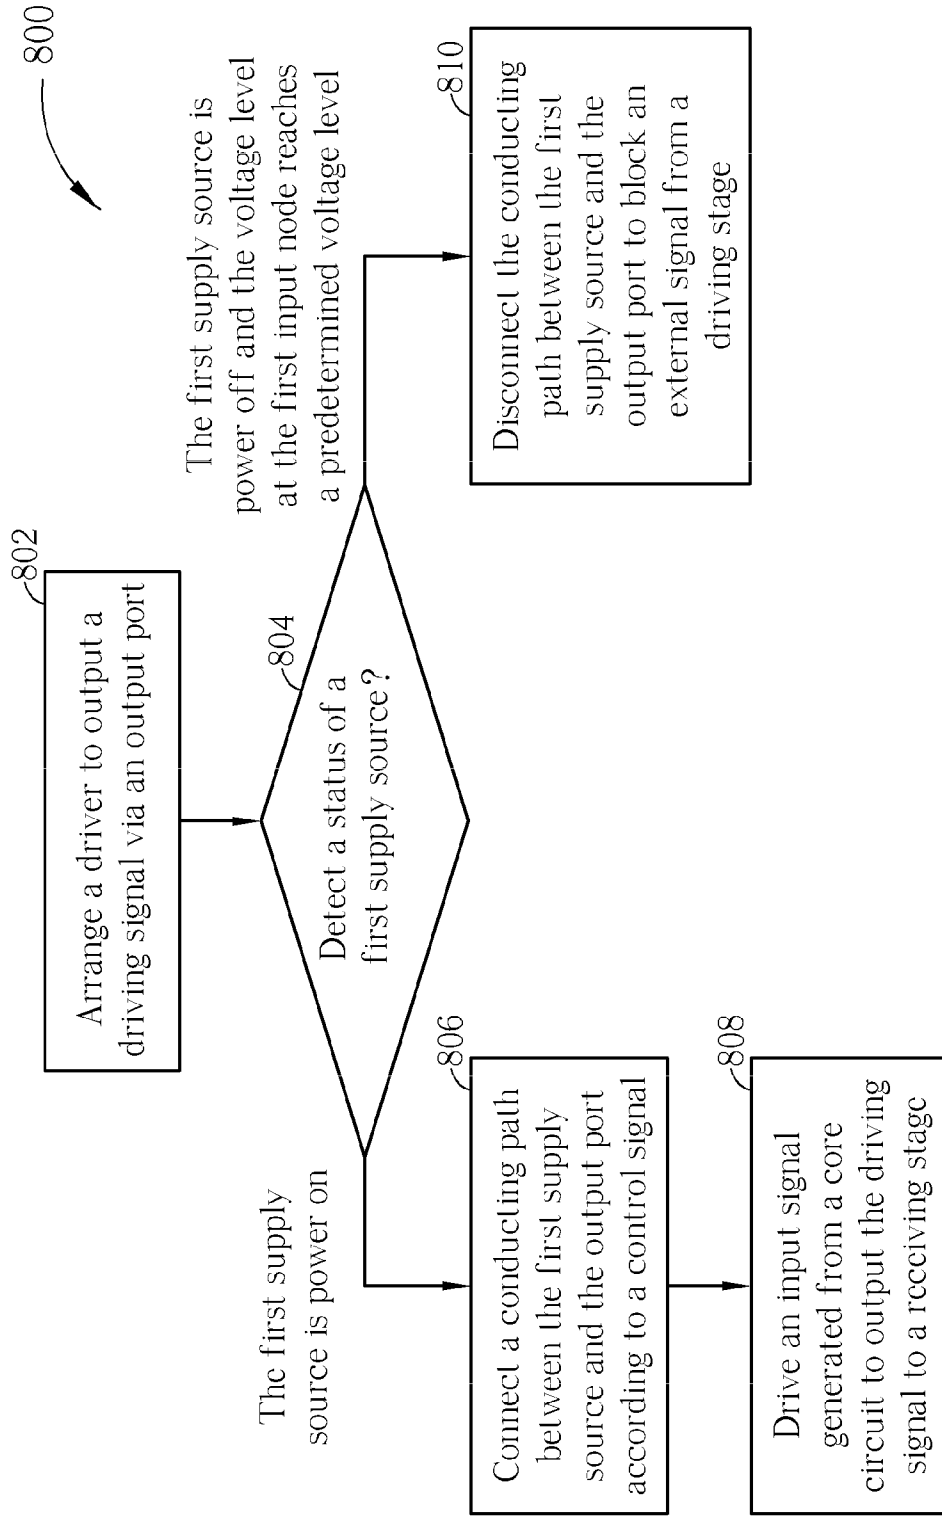 800
802
Arrange a driver to output a
driving signal via an output port
804
Detect a status of a
first supply source?
The first supply
source is power on
The first supply source is
power off and the voltage level
at the first input node reaches
a predetermined voltage level
806
Connect a conducting path
between the first supply
source and the output port
according to a control signal
808
Drive an input signal
generated from a core
circuit to output the driving
signal to a receiving stage
810
Disconnect the conducting
path between the first
supply source and the
output port to block an
external signal from a
driving stage